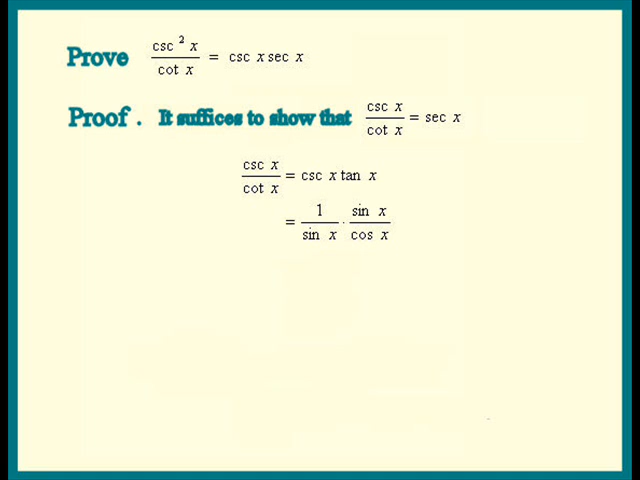 Prove csc² x / cot x = csc x sec x
Proof . It suffices to show that csc x / cot x = sec x
csc x / cot x = csc x tan x
= 1 / sin x · sin x / cos x